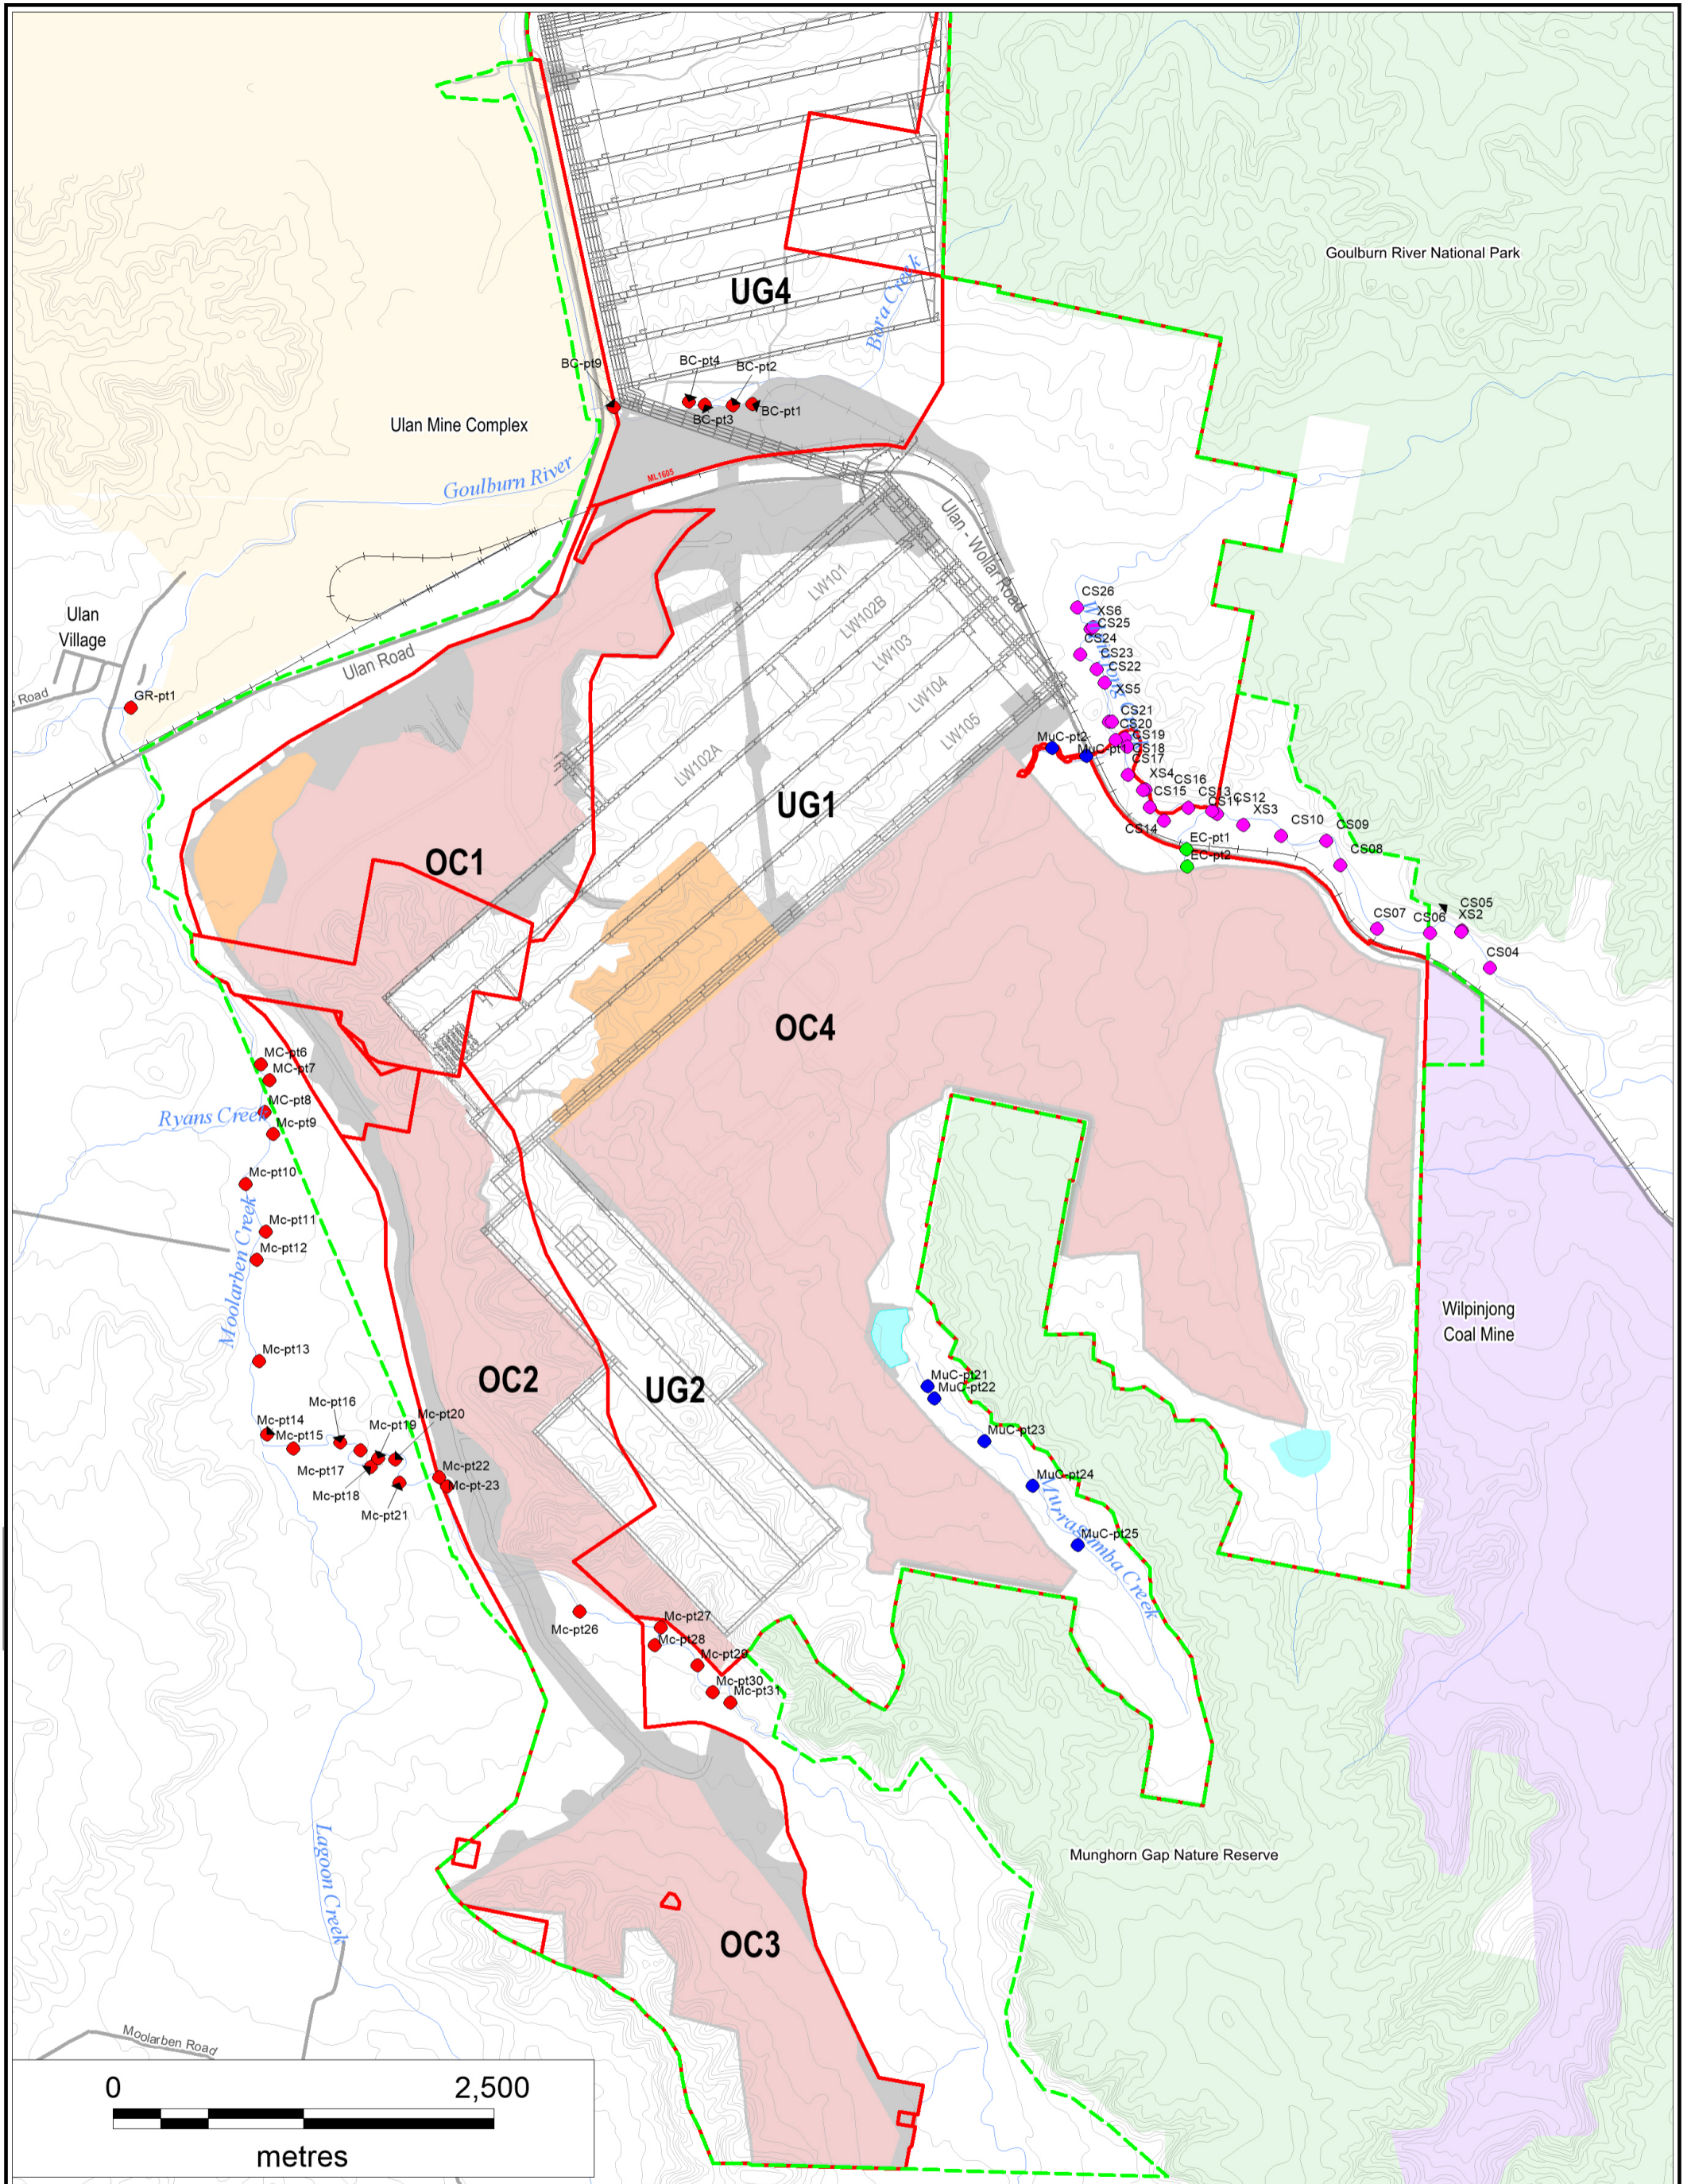 Goulburn River National Park
UG4
Bora Creek
BC-pt9
BC-pt4
BC-pt2
BC-pt3
BC-pt1
Ulan Mine Complex
Goulburn River
ML1605
Ulan - Wollar Road
LW101
LW102B
LW103
LW104
LW105
LW102A
Ulan
Village
Ulan Road
e Road
GR-pt1
CS26
XS6
CS25
CS24
CS23
CS22
XS5
CS21
CS20
CS19
CS18
MuC-pt2
MuC-pt1
CS17
XS4
CS16
CS15
CS13
CS12
CS11
XS3
CS14
CS10
CS09
CS08
EC-pt1
EC-pt2
UG1
OC1
CS07
CS06
CS05
XS2
CS04
OC4
MC-pt6
MC-pt7
MC-pt8
Ryans Creek
Mc-pt9
Mc-pt10
Mc-pt11
Mc-pt12
Moolarben Creek
Mc-pt13
Wilpinjong
Coal Mine
OC2
UG2
MuC-pt21
MuC-pt22
MuC-pt23
MuC-pt24
MuC-pt25
Murragamba Creek
Mc-pt14
Mc-pt15
Mc-pt16
Mc-pt19
Mc-pt20
Mc-pt17
Mc-pt18
Mc-pt21
Mc-pt22
Mc-pt-23
Mc-pt26
Mc-pt27
Mc-pt28
Mc-pt29
Mc-pt30
Mc-pt31
Lagoon Creek
Munghorn Gap Nature Reserve
OC3
Moolarben Road
0 2,500
metres